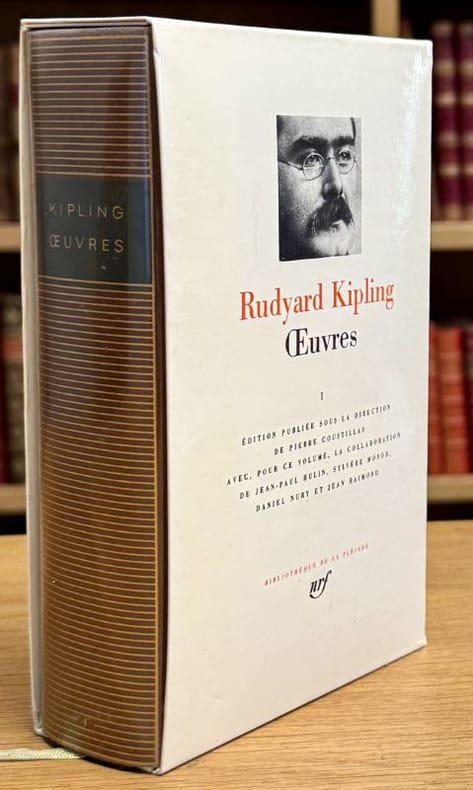 KIPLING
ŒUVRES
I
Rudyard Kipling
Œuvres
I
ÉDITION PUBLIÉE SOUS LA DIRECTION
DE PIERRE COUSTILLAS
AVEC, POUR CE VOLUME, LA COLLABORATION
DE JEAN-PAUL HULIN, SYLVÈRE MONOD,
DANIEL NURY ET JEAN RAIMOND
BIBLIOTHÈQUE DE LA PLÉIADE
nrf